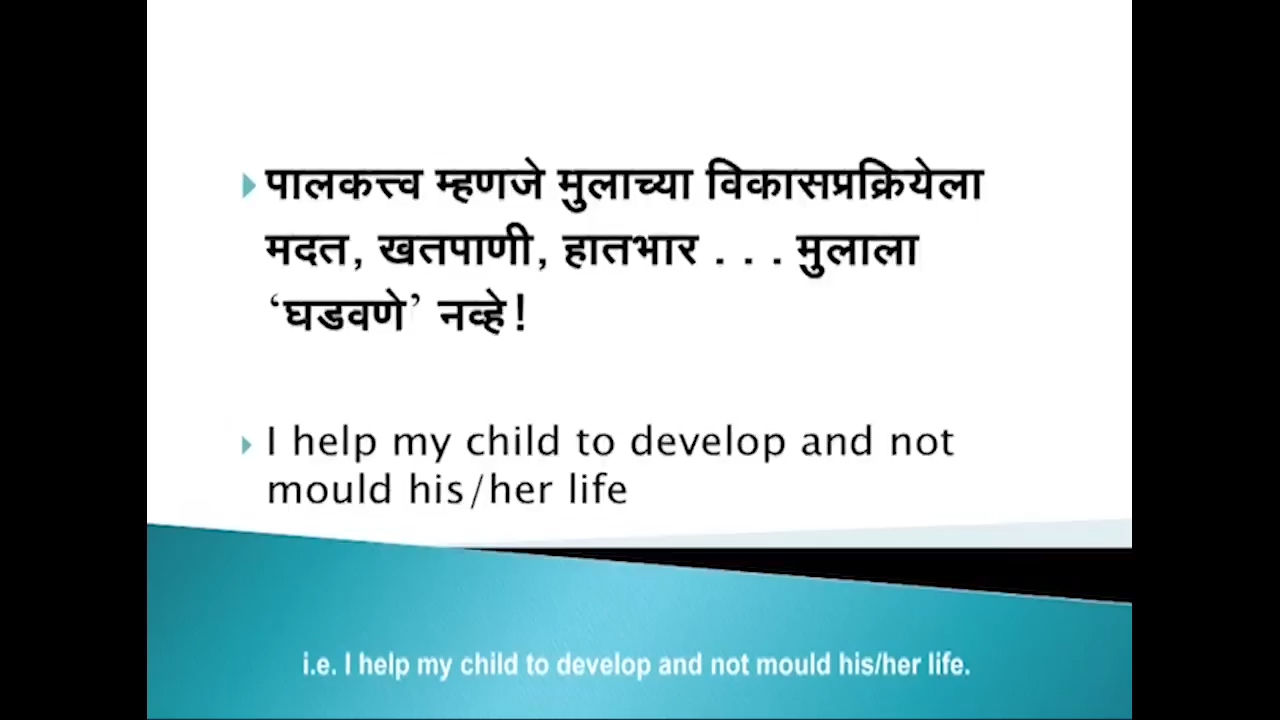 पालकत्त्व म्हणजे मुलाच्या विकासप्रक्रियेला
मदत, खतपाणी, हातभार . . . मुलाला
‘घडवणे’ नव्हे!
I help my child to develop and not
mould his/her life
i.e. I help my child to develop and not mould his/her life.